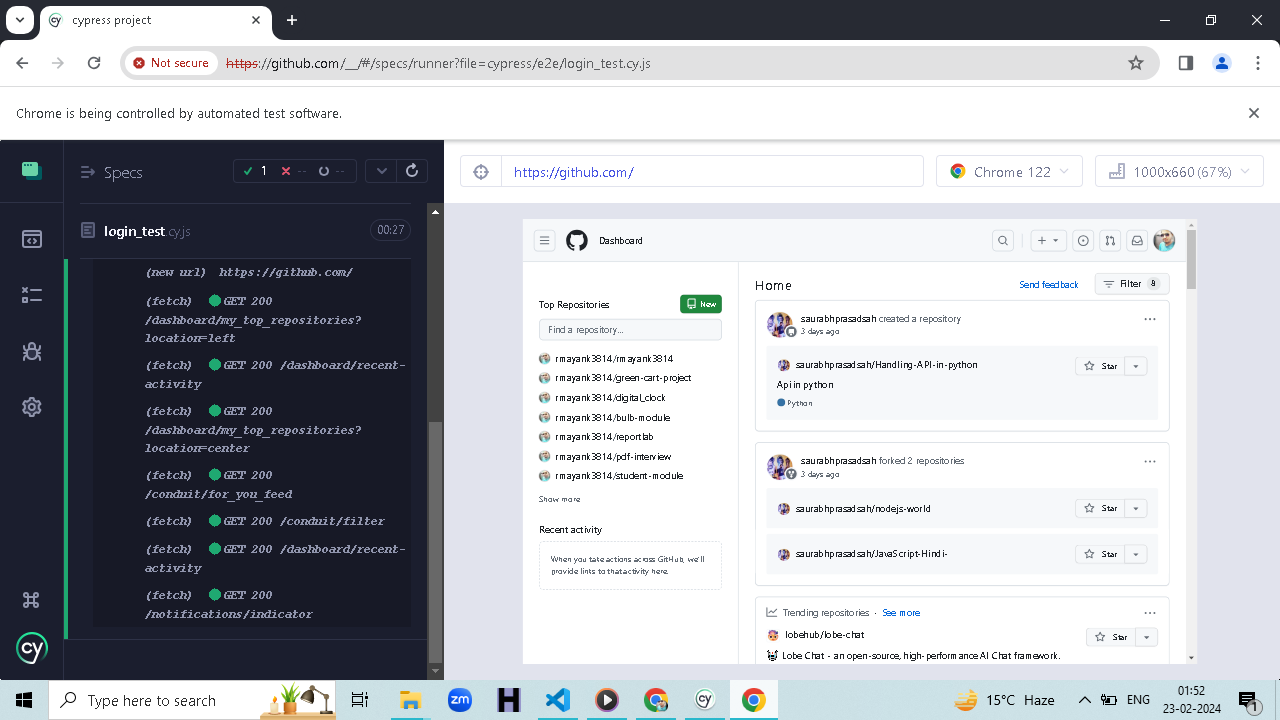 cypress project
Not secure
https://github.com/__/#/specs/runner?file=cypress/e2e/login_test.cy.js
Chrome is being controlled by automated test software.
Specs
1
--
--
login_test.cy.js
00:27
(new url) https://github.com/
(fetch) GET 200
/dashboard/my_top_repositories?
location=left
(fetch) GET 200 /dashboard/recent-
activity
(fetch) GET 200
/dashboard/my_top_repositories?
location=center
(fetch) GET 200
/conduit/for_you_feed
(fetch) GET 200 /conduit/filter
(fetch) GET 200 /dashboard/recent-
activity
(fetch) GET 200
/notifications/indicator
cy
https://github.com/
Chrome 122
1000x660 (67%)
Dashboard
Top Repositories
New
Find a repository...
rmayank3814/rmayank3814
rmayank3814/green-cart-project
rmayank3814/digital_clock
rmayank3814/bulb-module
rmayank3814/reportlab
rmayank3814/pdf-interview
rmayank3814/student-module
Show more
Recent activity
When you take actions across GitHub, we'll
provide links to that activity here.
Home
Send feedback
Filter 8
saurabhprasadsah created a repository
3 days ago
saurabhprasadsah/Handling-API-in-python
Star
Api in python
Python
saurabhprasadsah forked 2 repositories
3 days ago
saurabhprasadsah/nodejs-world
Star
saurabhprasadsah/JavaScript-Hindi-
Star
Trending repositories · See more
lobehub/lobe-chat
Star
Lobe Chat - an open-source, high-performance AI Chat framework.
Type here to search
zm
H
cy
15°C Haze
ENG
01:52
23-02-2024
1